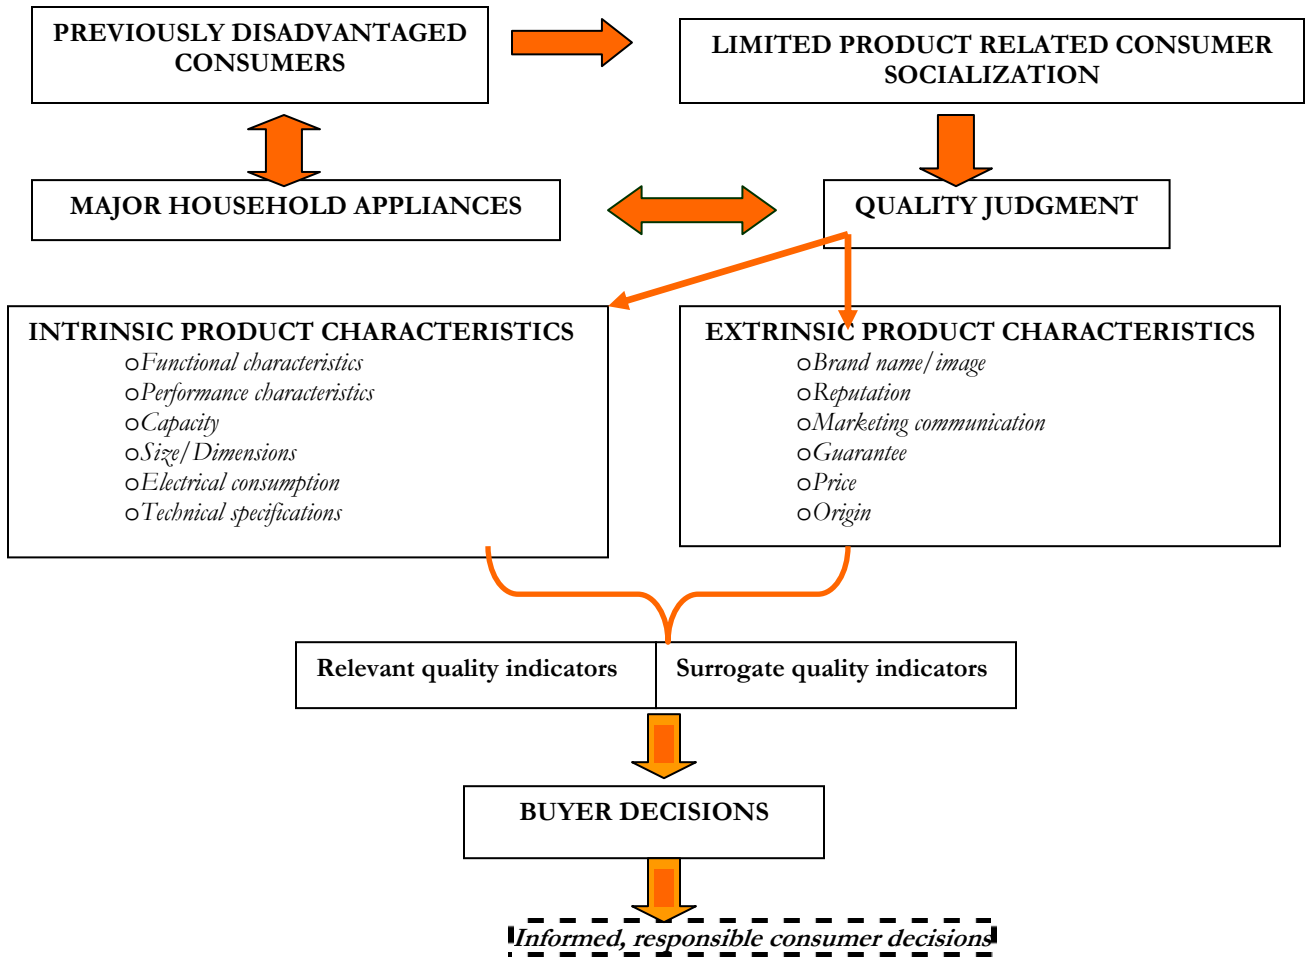 PREVIOUSLY DISADVANTAGED
CONSUMERS
LIMITED PRODUCT RELATED CONSUMER
SOCIALIZATION
MAJOR HOUSEHOLD APPLIANCES
QUALITY JUDGMENT
INTRINSIC PRODUCT CHARACTERISTICS
o Functional characteristics
o Performance characteristics
o Capacity
o Size/Dimensions
o Electrical consumption
o Technical specifications
EXTRINSIC PRODUCT CHARACTERISTICS
o Brand name/image
o Reputation
o Marketing communication
o Guarantee
o Price
o Origin
Relevant quality indicators
Surrogate quality indicators
BUYER DECISIONS
Informed, responsible consumer decisions